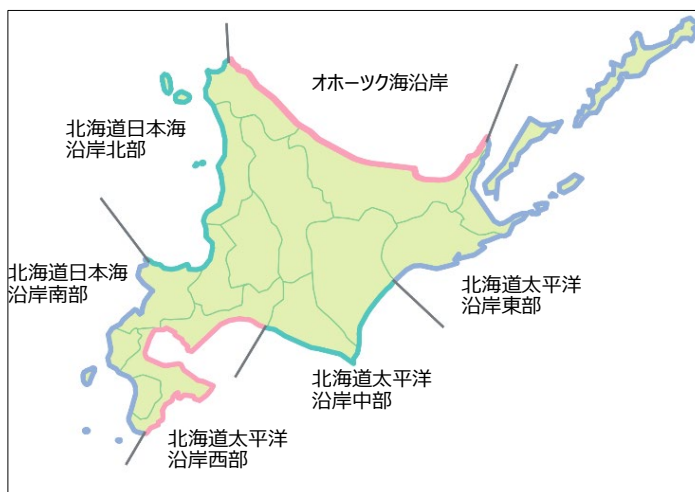 オホーツク海沿岸
北海道日本海
沿岸北部
北海道日本海
沿岸南部
北海道太平洋
沿岸東部
北海道太平洋
沿岸中部
北海道太平洋
沿岸西部